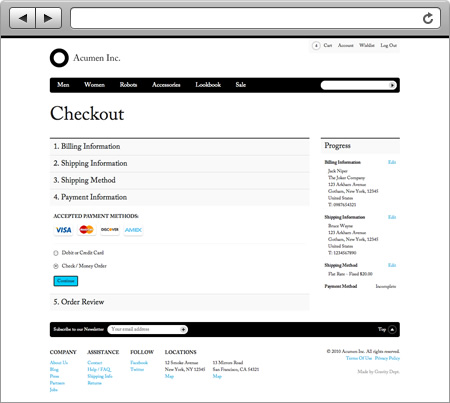 4 Cart Account Wishlist Log Out
Acumen Inc.
Men Women Robots Accessories Lookbook Sale
Checkout
1. Billing Information
2. Shipping Information
3. Shipping Method
4. Payment Information
ACCEPTED PAYMENT METHODS:
VISA MasterCard DISCOVER AMEX
Debit or Credit Card
Check / Money Order
Continue
5. Order Review
Progress
Billing Information Edit
Jack Niper
The Joker Company
123 Arkham Avenue
Gotham, New York, 12345
United States
T: 0987654321
Shipping Information Edit
Bruce Wayne
123 Arkham Avenue
Gotham, New York, 12345
United States
T: 1234567890
Shipping Method Edit
Flat Rate - Fixed $20.00
Payment Method Incomplete
Subscribe to our Newsletter Your email address Top
COMPANY
About Us
Blog
Press
Partners
Jobs
ASSISTANCE
Contact
Help / FAQ
Shipping Info
Returns
FOLLOW
Facebook
Twitter
LOCATIONS
12 Smoke Avenue
New York, NY 12345
Map
33 Mirron Road
San Francisco, CA 54321
Map
© 2010 Acumen Inc. All rights reserved.
Terms Of Use Privacy Policy
Made by Gravity Dept.